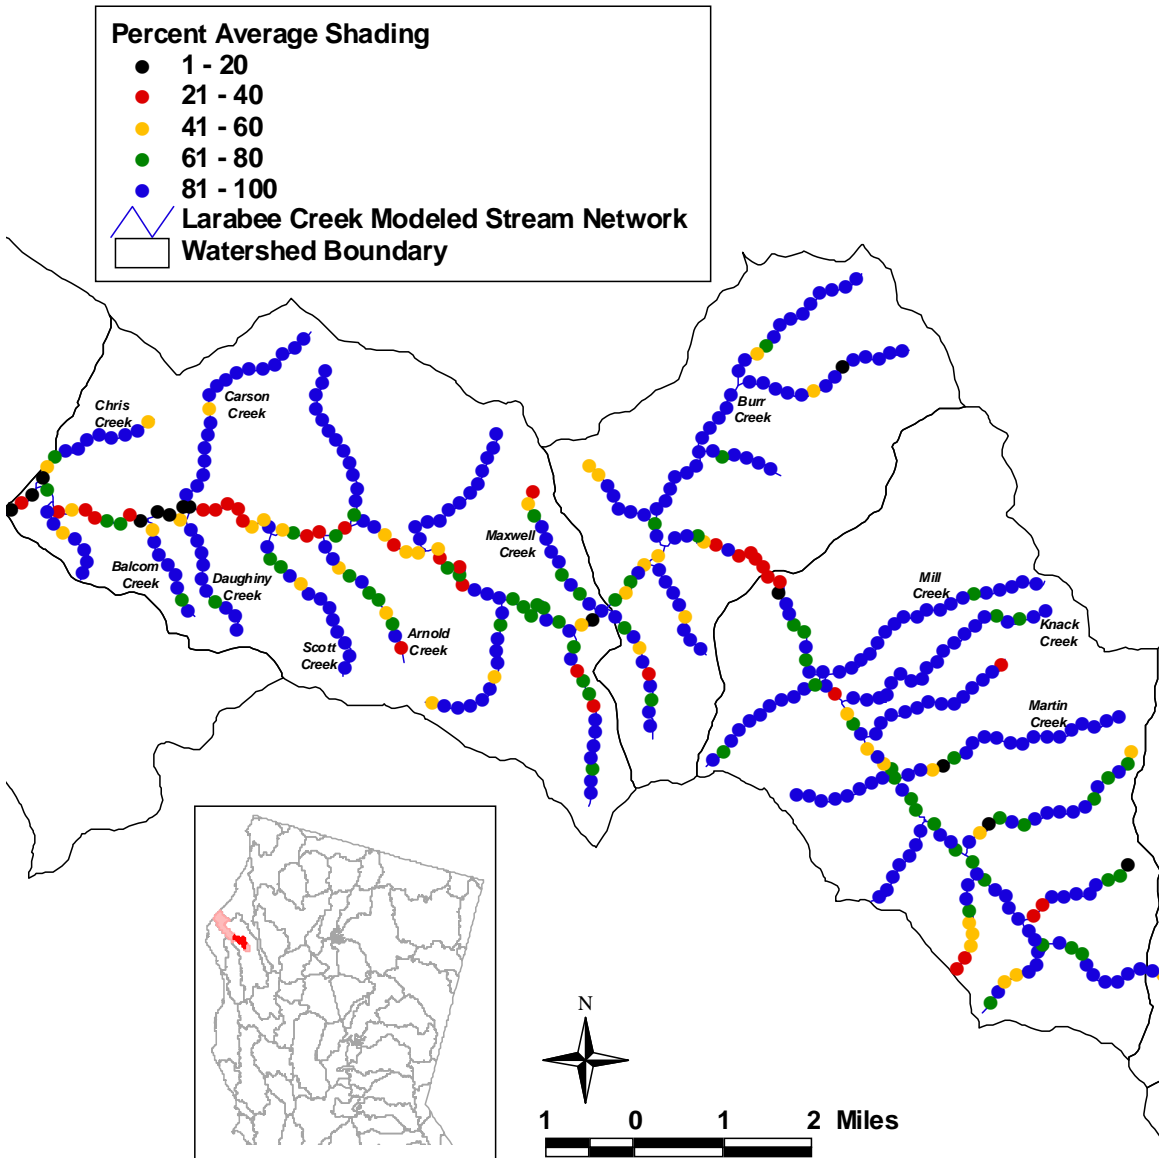 Percent Average Shading
1 - 20
21 - 40
41 - 60
61 - 80
81 - 100
Larabee Creek Modeled Stream Network
Watershed Boundary
Chris
Creek
Carson
Creek
Burr
Creek
Maxwell
Creek
Balcom
Creek
Daughiny
Creek
Scott
Creek
Arnold
Creek
Mill
Creek
Knack
Creek
Martin
Creek
N
1 0 1 2 Miles